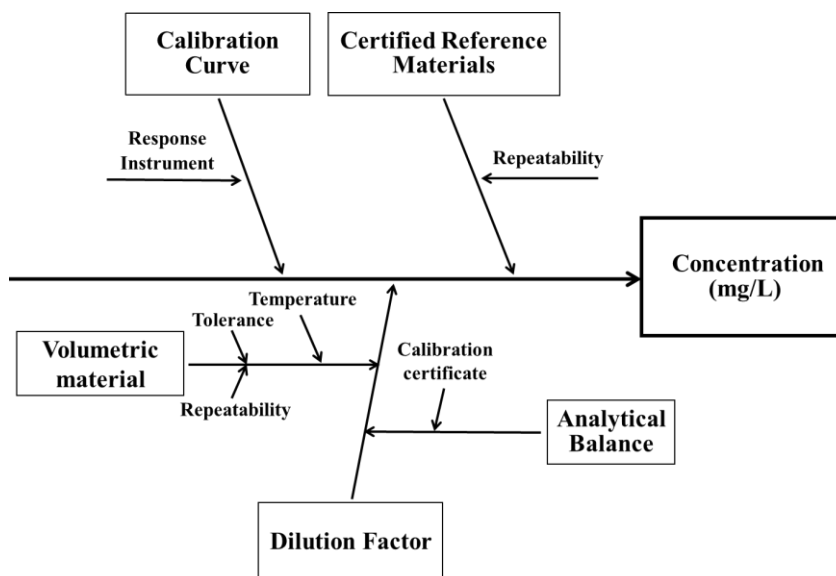 Calibration
Curve
Certified Reference
Materials
Response
Instrument
Repeatability
Concentration
(mg/L)
Temperature
Tolerance
Volumetric
material
Repeatability
Calibration
certificate
Analytical
Balance
Dilution Factor